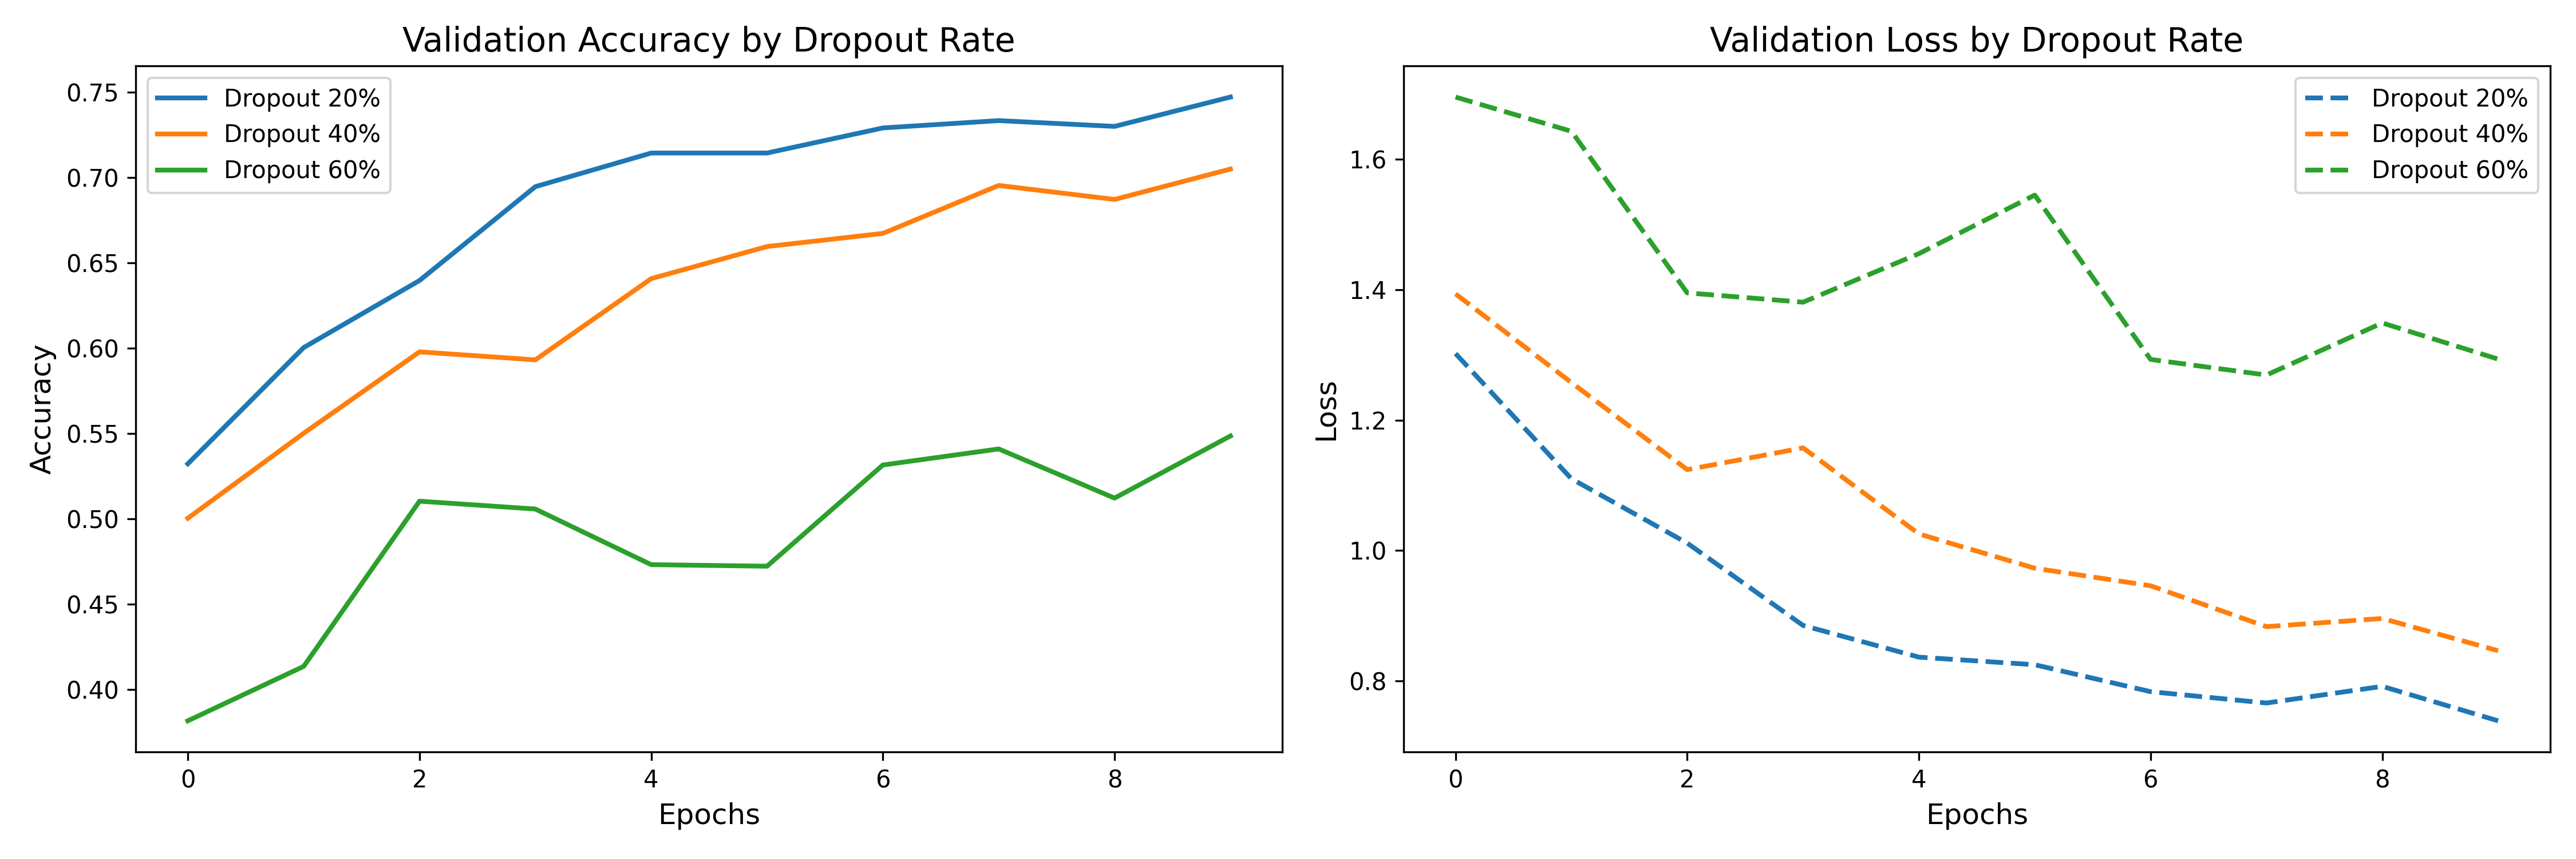 Validation Accuracy by Dropout Rate
Dropout 20%
Dropout 40%
Dropout 60%
Accuracy
0.75
0.70
0.65
0.60
0.55
0.50
0.45
0.40
0 2 4 6 8
Epochs
Validation Loss by Dropout Rate
Dropout 20%
Dropout 40%
Dropout 60%
Loss
1.6
1.4
1.2
1.0
0.8
0 2 4 6 8
Epochs